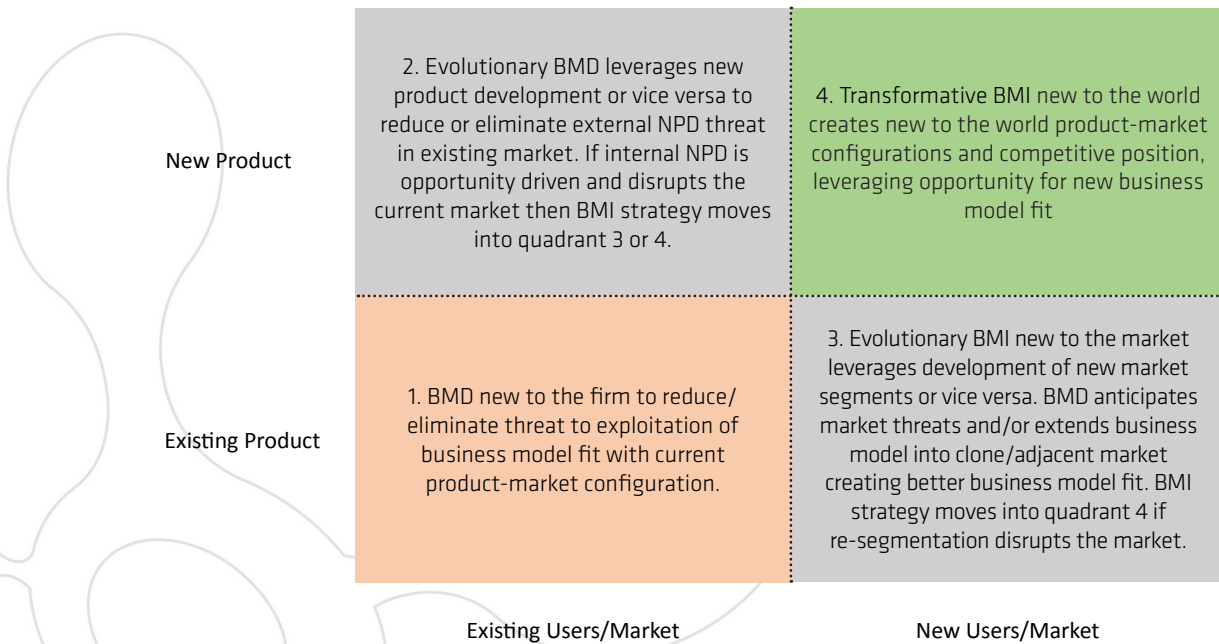 New Product
2. Evolutionary BMD leverages new
product development or vice versa to
reduce or eliminate external NPD threat
in existing market. If internal NPD is
opportunity driven and disrupts the
current market then BMI strategy moves
into quadrant 3 or 4.
4. Transformative BMI new to the world
creates new to the world product-market
configurations and competitive position,
leveraging opportunity for new business
model fit
Existing Product
1. BMD new to the firm to reduce/
eliminate threat to exploitation of
business model fit with current
product-market configuration.
3. Evolutionary BMI new to the market
leverages development of new market
segments or vice versa. BMD anticipates
market threats and/or extends business
model into clone/adjacent market
creating better business model fit. BMI
strategy moves into quadrant 4 if
re-segmentation disrupts the market.
Existing Users/Market
New Users/Market